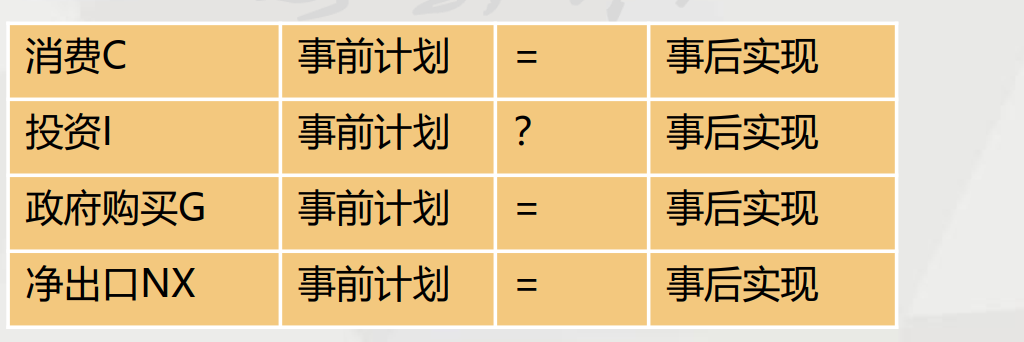 消费C 事前计划 = 事后实现
投资I 事前计划 ? 事后实现
政府购买G 事前计划 = 事后实现
净出口NX 事前计划 = 事后实现